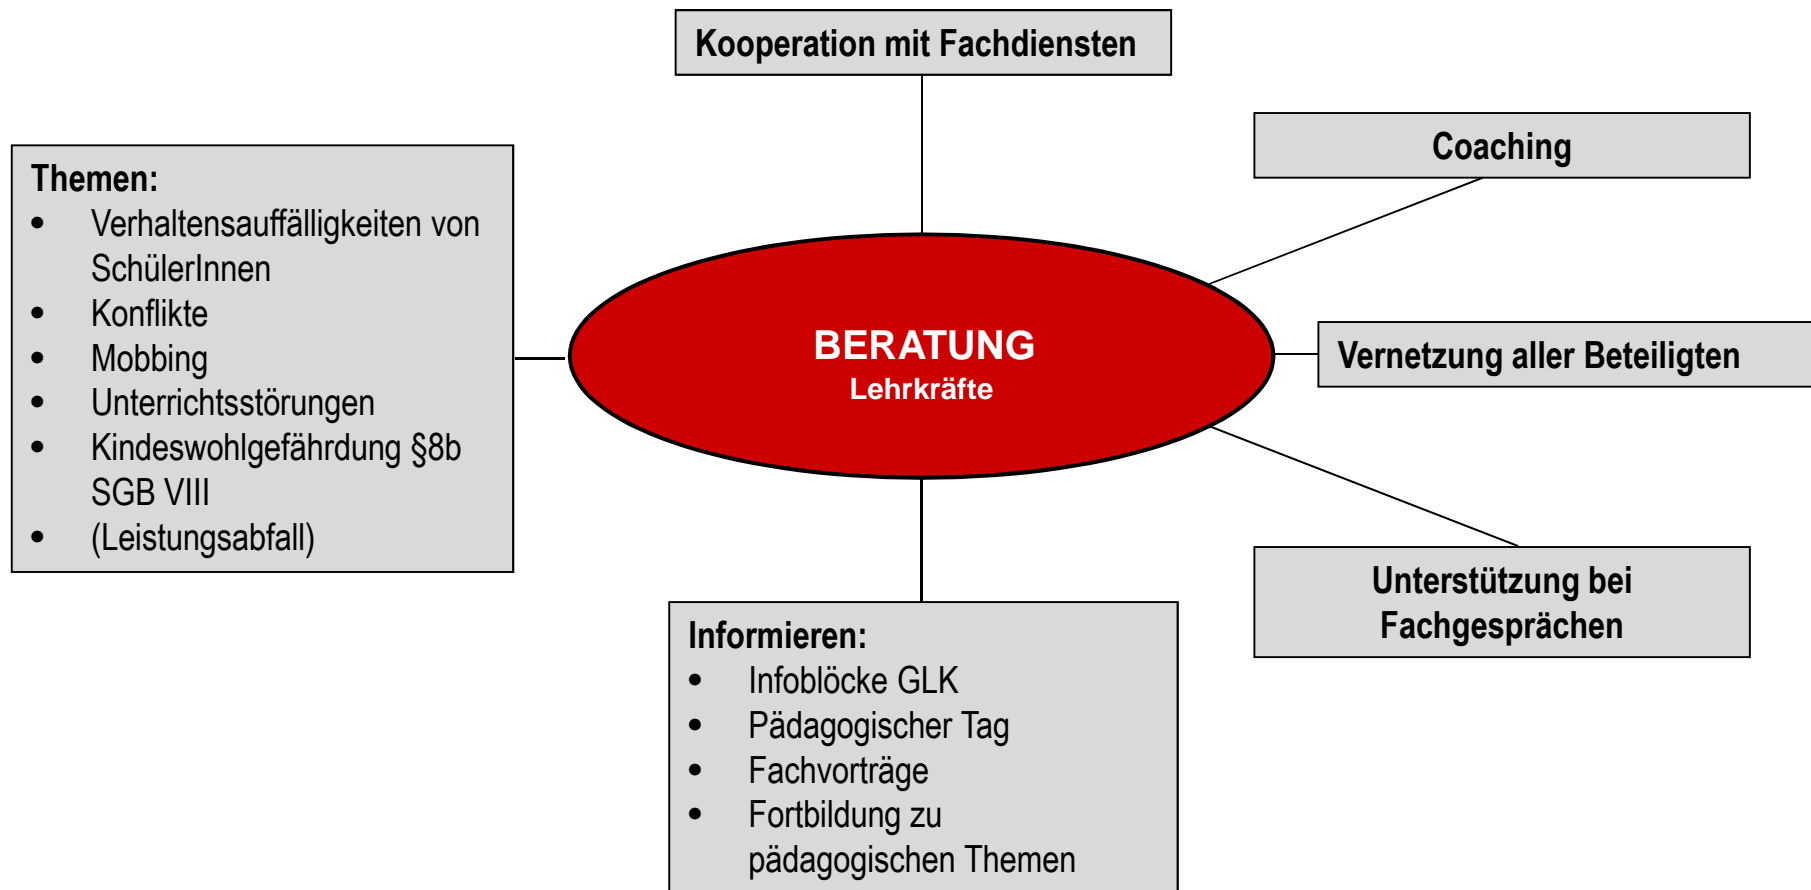 Kooperation mit Fachdiensten
Coaching
Themen:
• Verhaltensauffälligkeiten von
SchülerInnen
• Konflikte
• Mobbing
• Unterrichtsstörungen
• Kindeswohlgefährdung §8b
SGB VIII
• (Leistungsabfall)
BERATUNG
Lehrkräfte
Vernetzung aller Beteiligten
Unterstützung bei
Fachgesprächen
Informieren:
• Infoblöcke GLK
• Pädagogischer Tag
• Fachvorträge
• Fortbildung zu
pädagogischen Themen